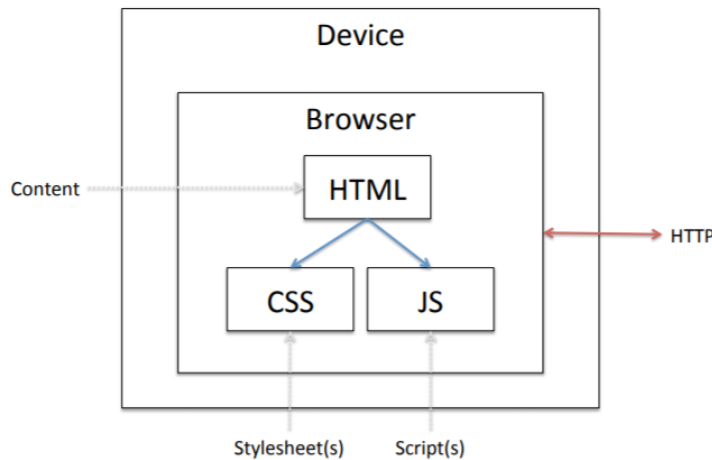 Device
Browser
Content
HTML
HTTP
CSS
JS
Stylesheet(s)
Script(s)